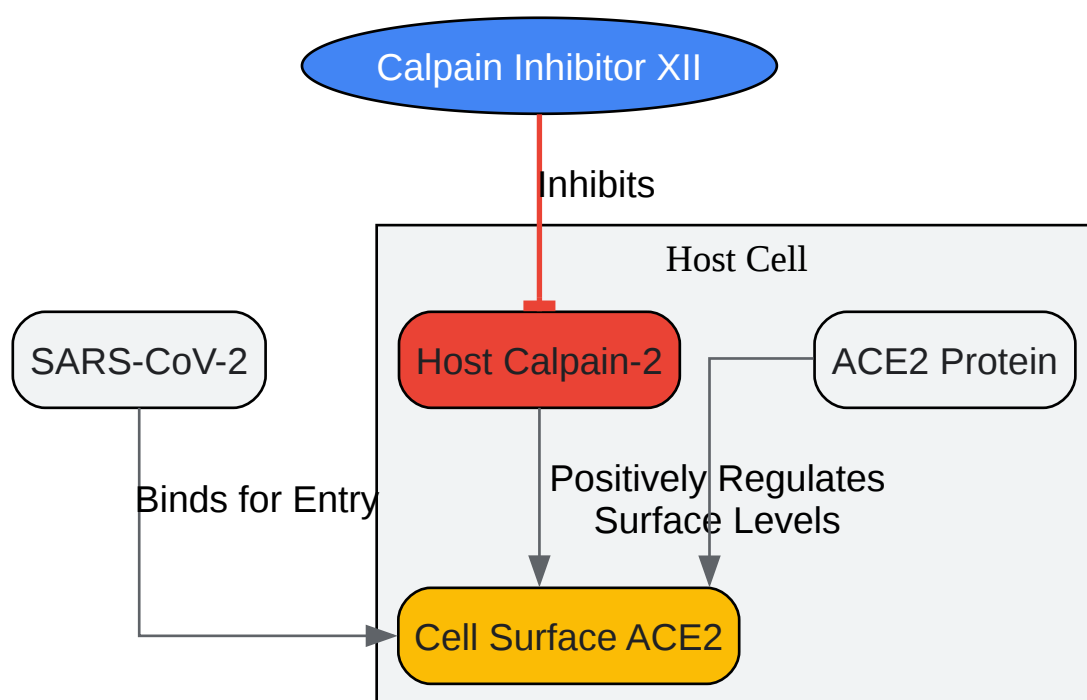 Calpain Inhibitor XII
Inhibits
Host Cell
SARS-CoV-2
Host Calpain-2
ACE2 Protein
Binds for Entry
Positively Regulates
Surface Levels
Cell Surface ACE2